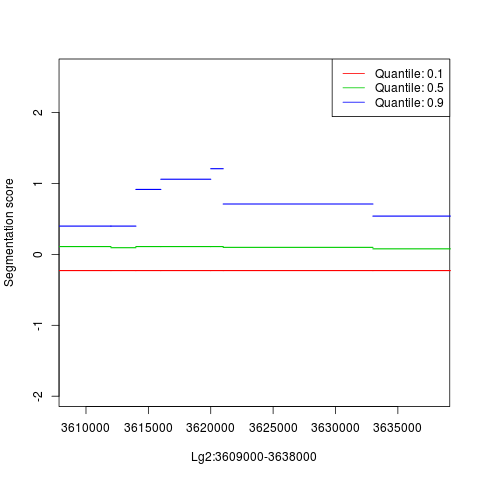 Quantile: 0.1
Quantile: 0.5
Quantile: 0.9
Segmentation score
2
1
0
-1
-2
3610000 3615000 3620000 3625000 3630000 3635000
Lg2:3609000-3638000